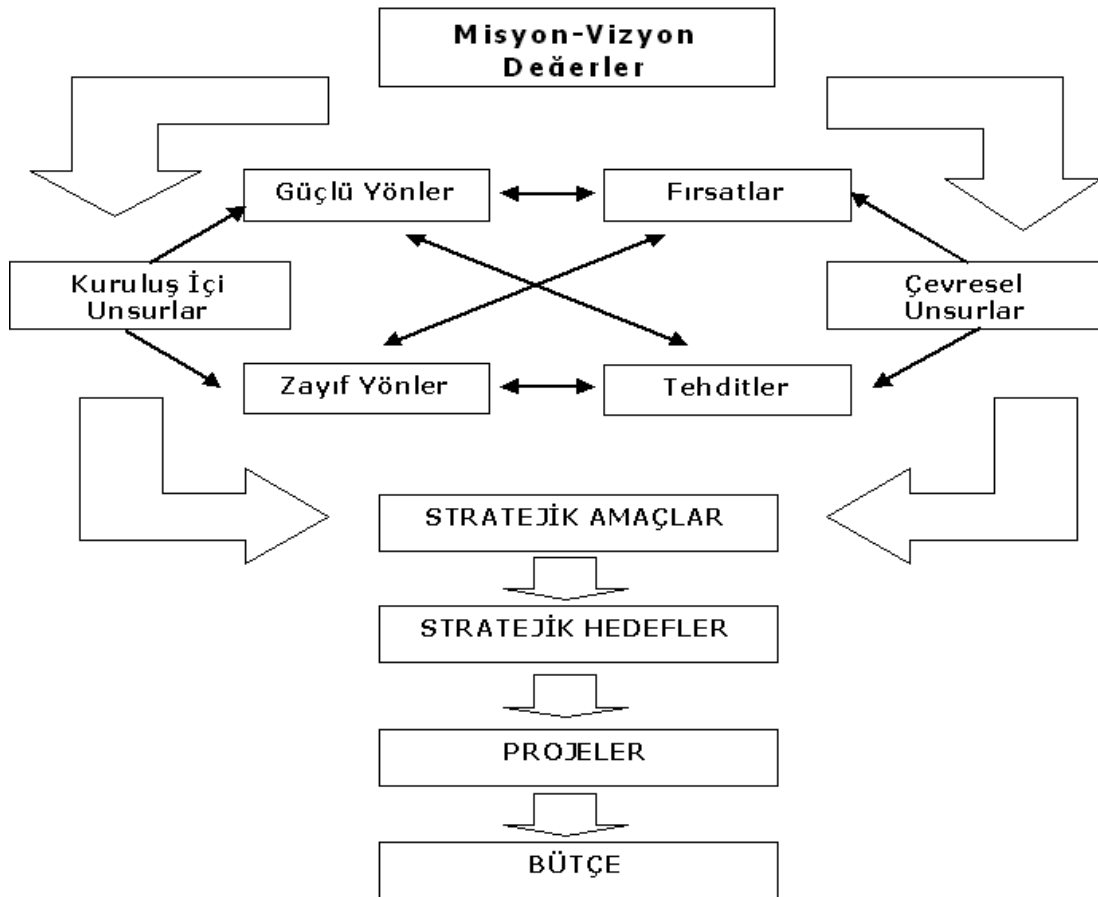 Misyon-Vizyon
Deǎerler
Güçlü Yönler
Fırsatlar
Kuruluş İçi
Unsurlar
Çevresel
Unsurlar
Zayıf Yönler
Tehditler
STRATEJİK AMAÇLAR
STRATEJİK HEDEFLER
PROJELER
BÜTÇE